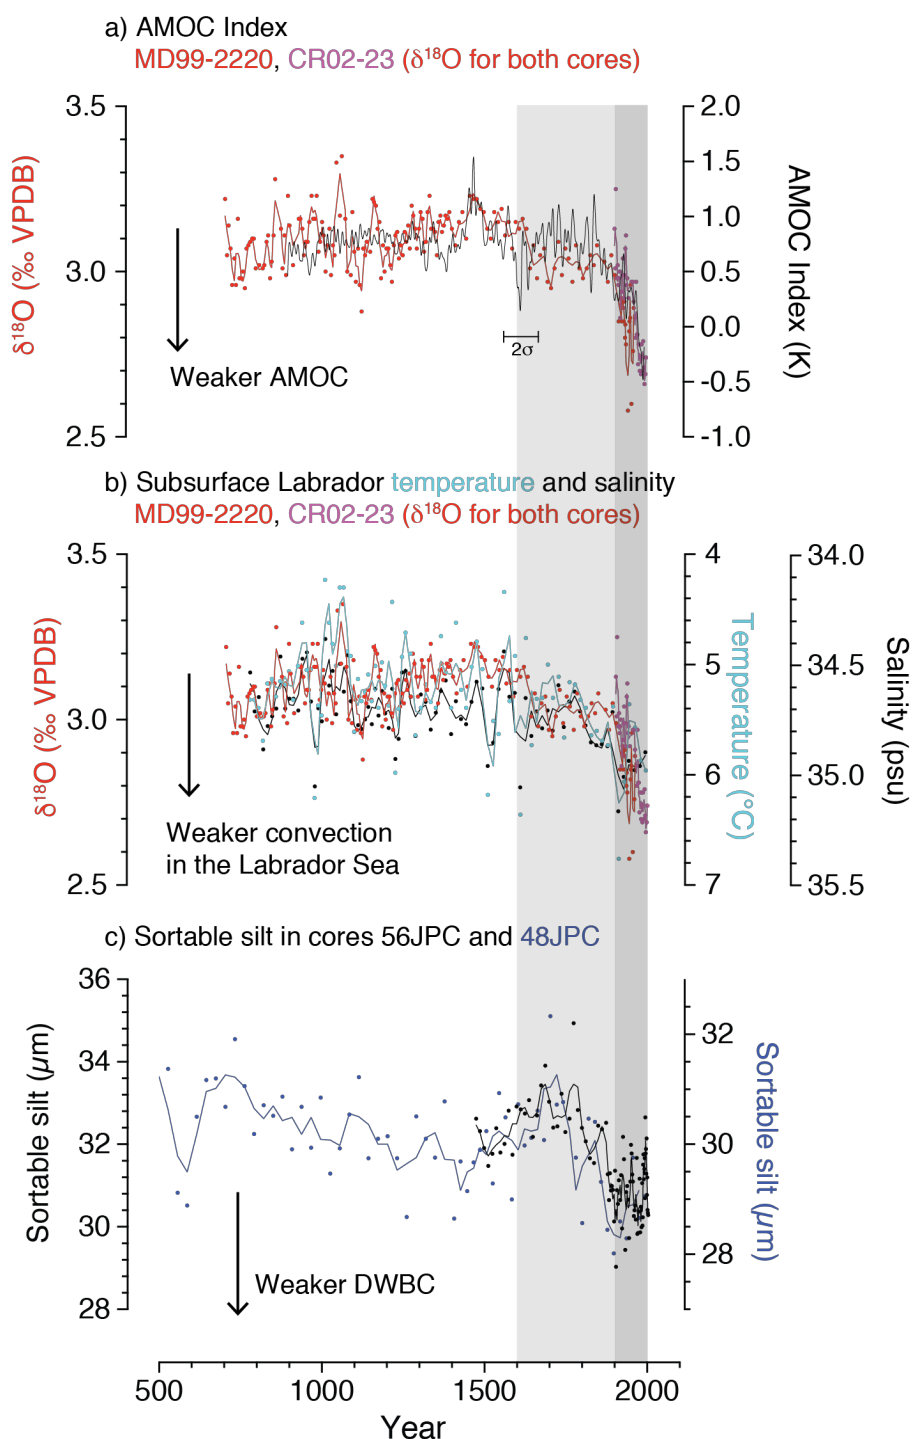 a) AMOC Index
MD99-2220, CR02-23 (δ¹⁸O for both cores)
3.5
3.0
2.5
δ¹⁸O (‰ VPDB)
2.0
1.5
1.0
0.5
0.0
-0.5
-1.0
AMOC Index (K)
2σ
Weaker AMOC
b) Subsurface Labrador temperature and salinity
MD99-2220, CR02-23 (δ¹⁸O for both cores)
3.5
3.0
2.5
δ¹⁸O (‰ VPDB)
4
5
6
7
Temperature (°C)
34.0
34.5
35.0
35.5
Salinity (psu)
Weaker convection
in the Labrador Sea
c) Sortable silt in cores 56JPC and 48JPC
36
34
32
30
28
Sortable silt (µm)
32
30
28
Sortable silt (µm)
Weaker DWBC
500 1000 1500 2000
Year